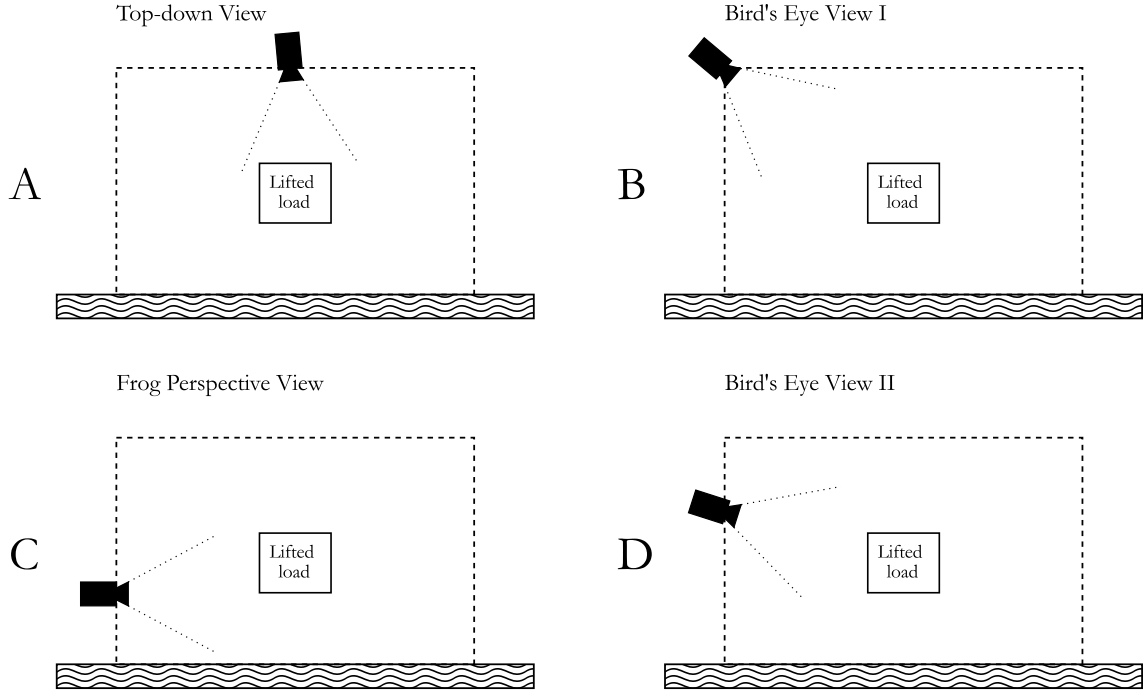 Top-down View
A
Lifted
load
Bird's Eye View I
B
Lifted
load
Frog Perspective View
C
Lifted
load
Bird's Eye View II
D
Lifted
load